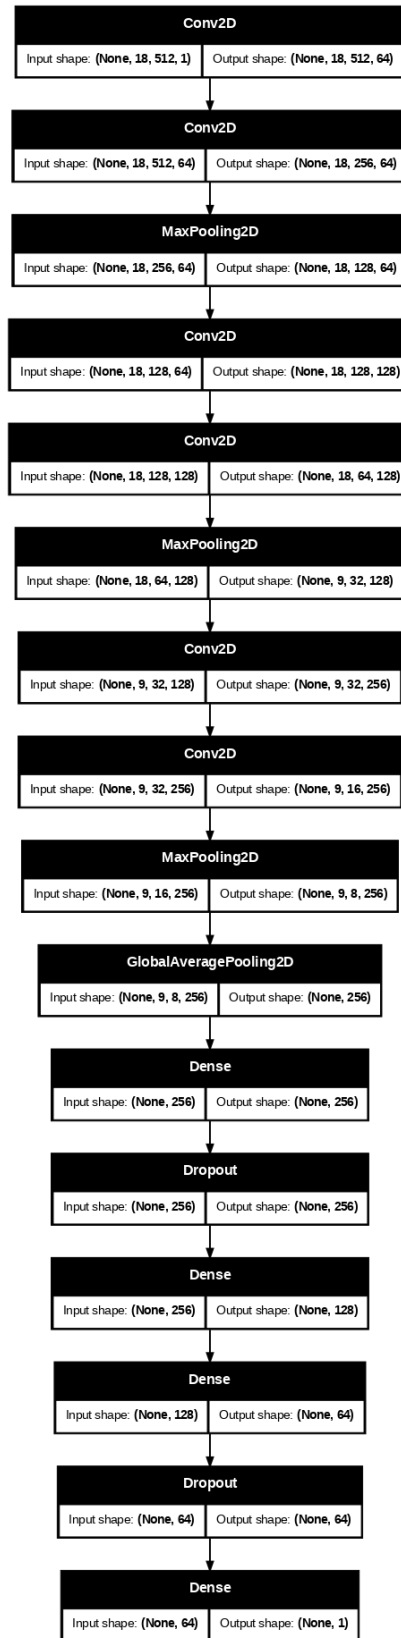 Conv2D
Input shape: (None, 18, 512, 1) Output shape: (None, 18, 512, 64)
Conv2D
Input shape: (None, 18, 512, 64) Output shape: (None, 18, 256, 64)
MaxPooling2D
Input shape: (None, 18, 256, 64) Output shape: (None, 18, 128, 64)
Conv2D
Input shape: (None, 18, 128, 64) Output shape: (None, 18, 128, 128)
Conv2D
Input shape: (None, 18, 128, 128) Output shape: (None, 18, 64, 128)
MaxPooling2D
Input shape: (None, 18, 64, 128) Output shape: (None, 9, 32, 128)
Conv2D
Input shape: (None, 9, 32, 128) Output shape: (None, 9, 32, 256)
Conv2D
Input shape: (None, 9, 32, 256) Output shape: (None, 9, 16, 256)
MaxPooling2D
Input shape: (None, 9, 16, 256) Output shape: (None, 9, 8, 256)
GlobalAveragePooling2D
Input shape: (None, 9, 8, 256) Output shape: (None, 256)
Dense
Input shape: (None, 256) Output shape: (None, 256)
Dropout
Input shape: (None, 256) Output shape: (None, 256)
Dense
Input shape: (None, 256) Output shape: (None, 128)
Dense
Input shape: (None, 128) Output shape: (None, 64)
Dropout
Input shape: (None, 64) Output shape: (None, 64)
Dense
Input shape: (None, 64) Output shape: (None, 1)